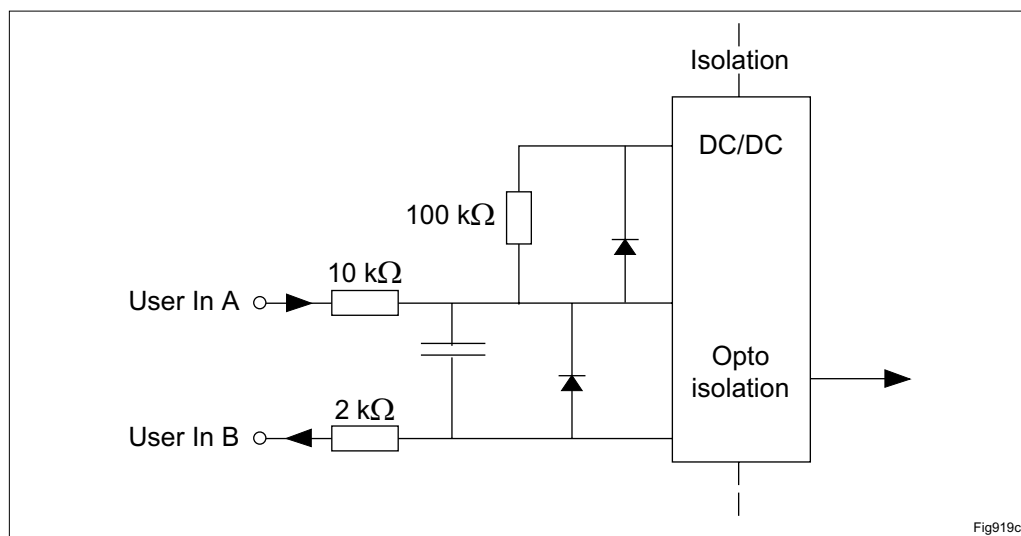 Isolation
DC/DC
100 kΩ
10 kΩ
User In A
Opto
isolation
2 kΩ
User In B
Fig919c